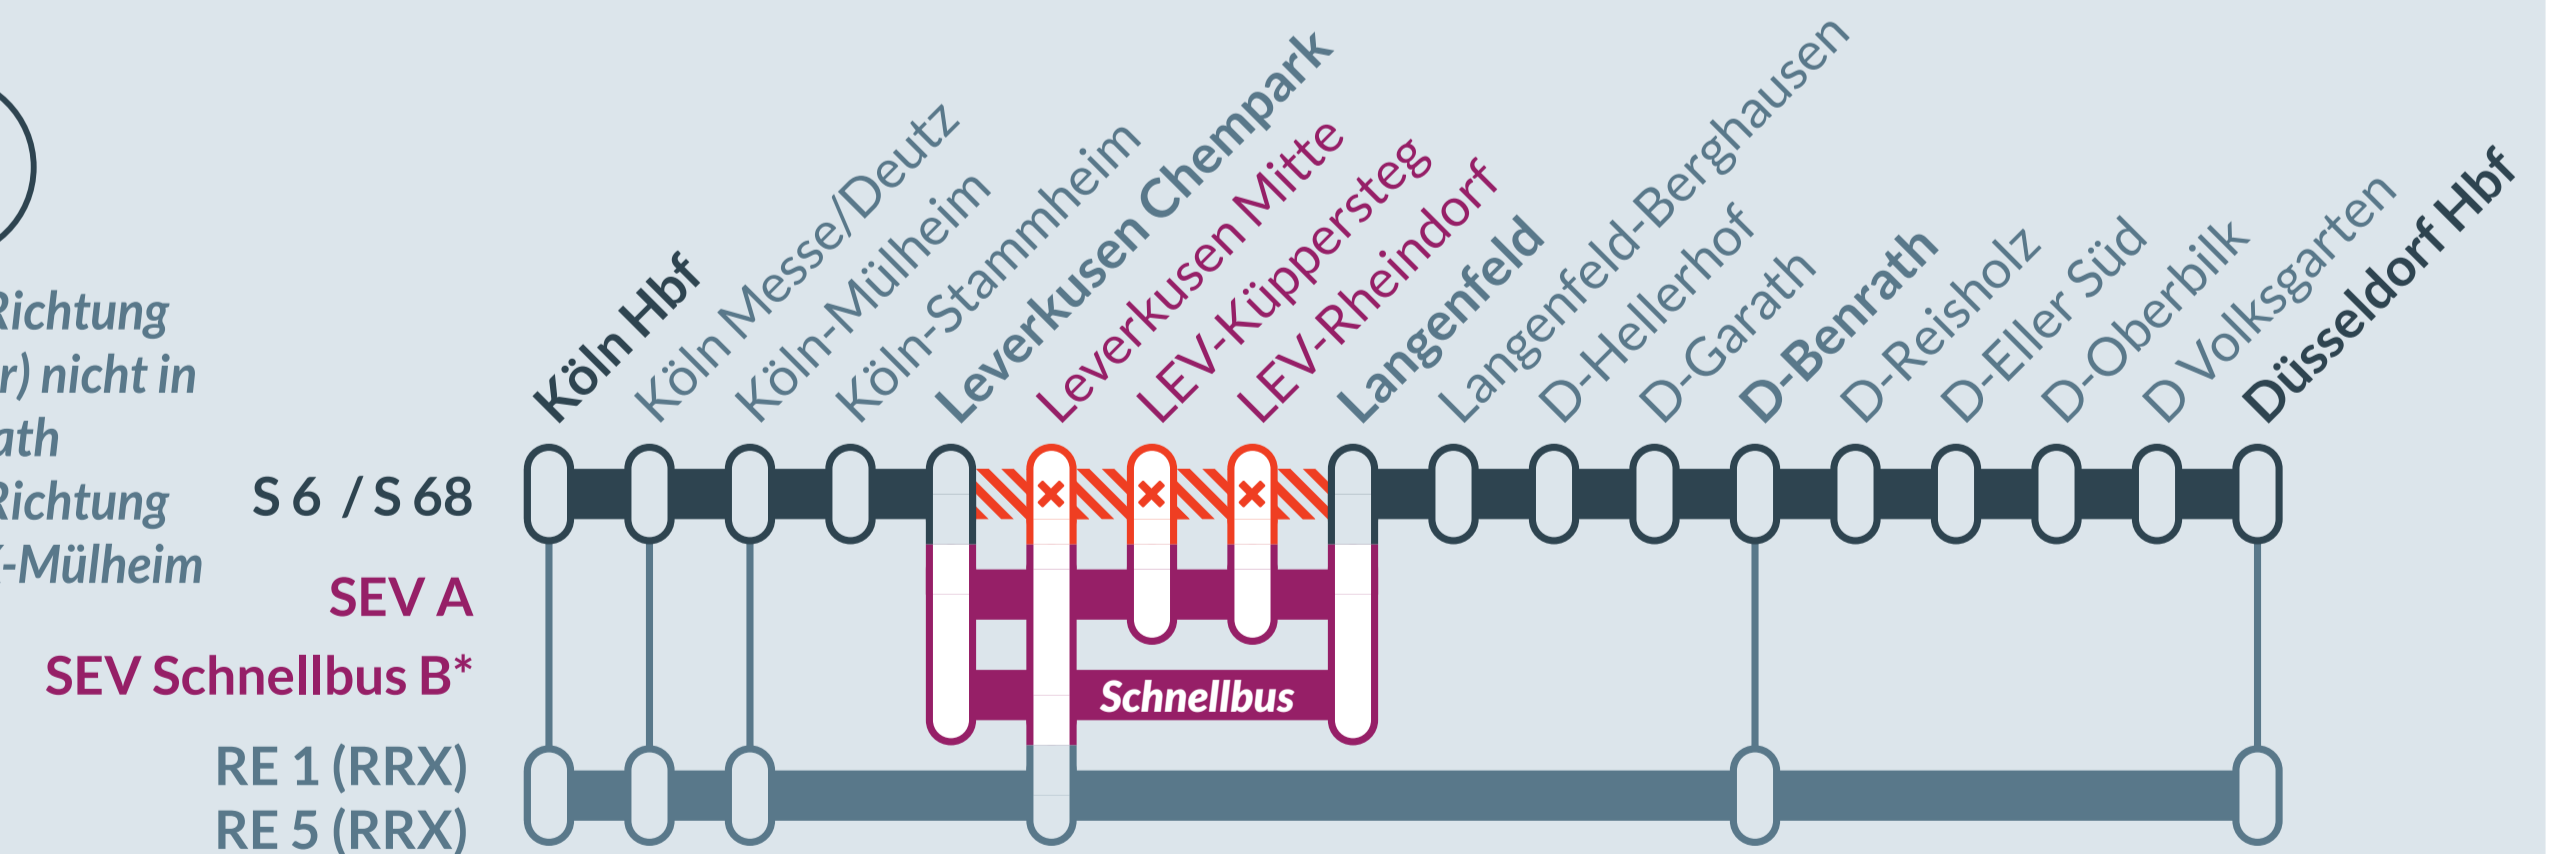 Richtung
r) nicht in
ath
Richtung
K-Mülheim
Köln Hbf
Köln Messe/Deutz
Köln-Mülheim
Köln-Stammheim
Leverkusen Chempark
Leverkusen Mitte
LEV-Küppersteg
LEV-Rheindorf
Langenfeld
Langenfeld-Berghausen
D-Hellerhof
D-Garath
D-Benrath
D-Reisholz
D-Eller Süd
D-Oberbilk
D Volksgarten
Düsseldorf Hbf
S 6 / S 68
SEV A
SEV Schnellbus B*
Schnellbus
RE 1 (RRX)
RE 5 (RRX)